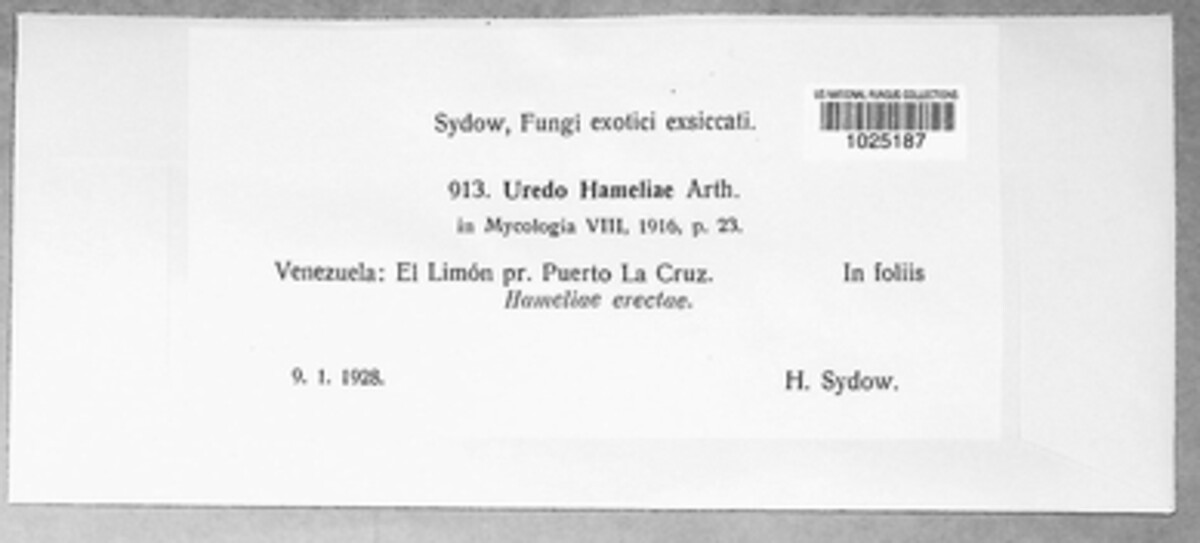 US NATIONAL FUNGUS COLLECTIONS
1025187
Sydow, Fungi exotici exsiccati.
913. Uredo Hameliae Arth.
in Mycologia VIII, 1916, p. 23.
Venezuela: El Limón pr. Puerto La Cruz. In foliis
Hameliae erectae.
9. 1. 1928. H. Sydow.